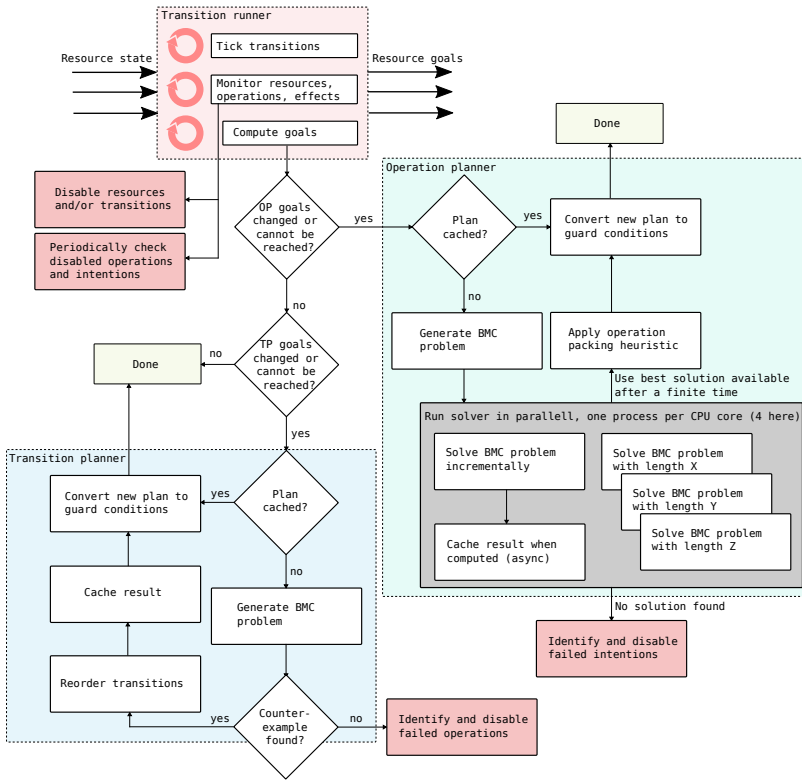 Transition runner
Tick transitions
Resource state
Resource goals
Monitor resources,
operations, effects
Compute goals
Done
Operation planner
Disable resources
and/or transitions
OP goals
changed or
cannot be
reached?
yes
Plan
cached?
yes
Convert new plan to
guard conditions
Periodically check
disabled operations
and intentions
no
no
Generate BMC
problem
Apply operation
packing heuristic
TP goals
changed or
cannot be
reached?
no
Done
Use best solution available
after a finite time
Run solver in parallell, one process per CPU core (4 here)
yes
Solve BMC problem
incrementally
Solve BMC problem
with length X
Solve BMC problem
with length Y
Solve BMC problem
with length Z
Cache result when
computed (async)
Transition planner
Convert new plan to
guard conditions
yes
Plan
cached?
no
Cache result
Generate BMC
problem
No solution found
Identify and disable
failed intentions
Reorder transitions
yes
Counter-
example
found?
no
Identify and disable
failed operations